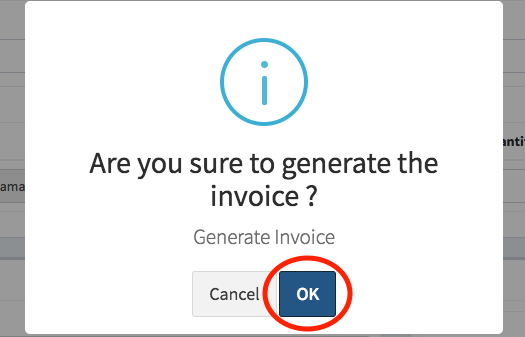 Are you sure to generate the
invoice ?
Generate Invoice
Cancel
OK